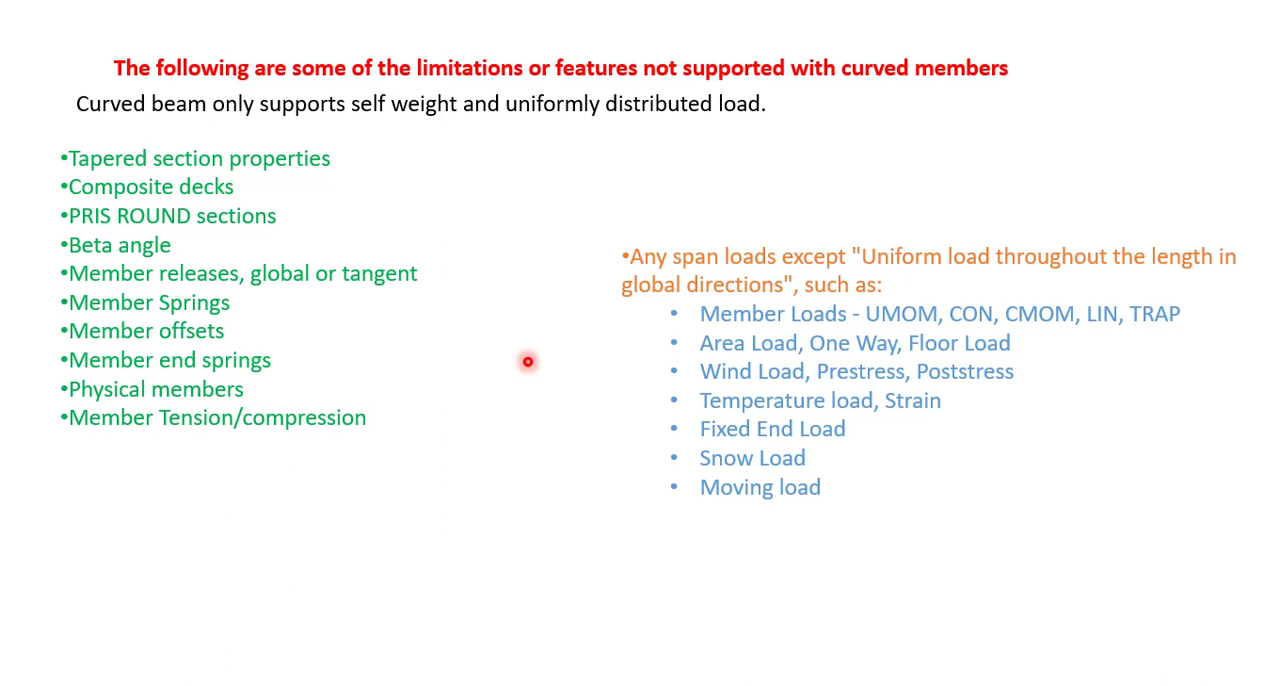 The following are some of the limitations or features not supported with curved members
Curved beam only supports self weight and uniformly distributed load.
•Tapered section properties
•Composite decks
•PRIS ROUND sections
•Beta angle
•Member releases, global or tangent
•Member Springs
•Member offsets
•Member end springs
•Physical members
•Member Tension/compression
•Any span loads except "Uniform load throughout the length in
global directions", such as:
• Member Loads - UMOM, CON, CMOM, LIN, TRAP
• Area Load, One Way, Floor Load
• Wind Load, Prestress, Poststress
• Temperature load, Strain
• Fixed End Load
• Snow Load
• Moving load